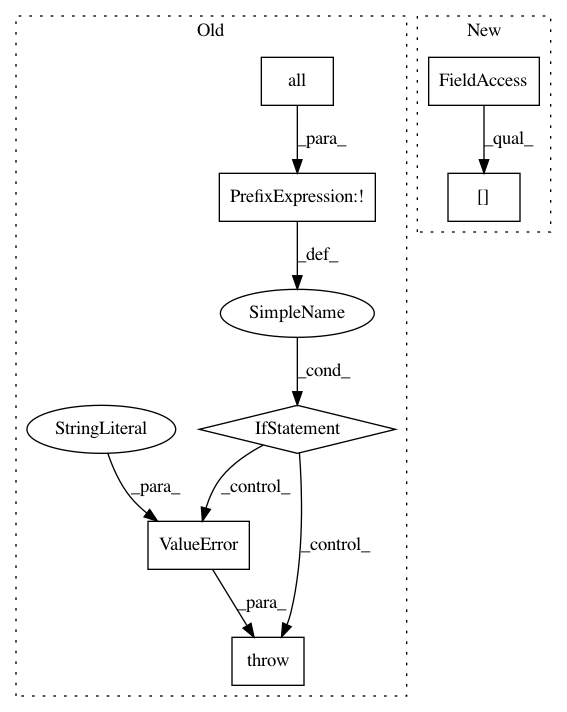 Old
New
all
FieldAccess
_para_
_qual_
PrefixExpression:!
[]
_def_
SimpleName
_cond_
StringLiteral
IfStatement
_para_
_control_
_control_
ValueError
_para_
throw